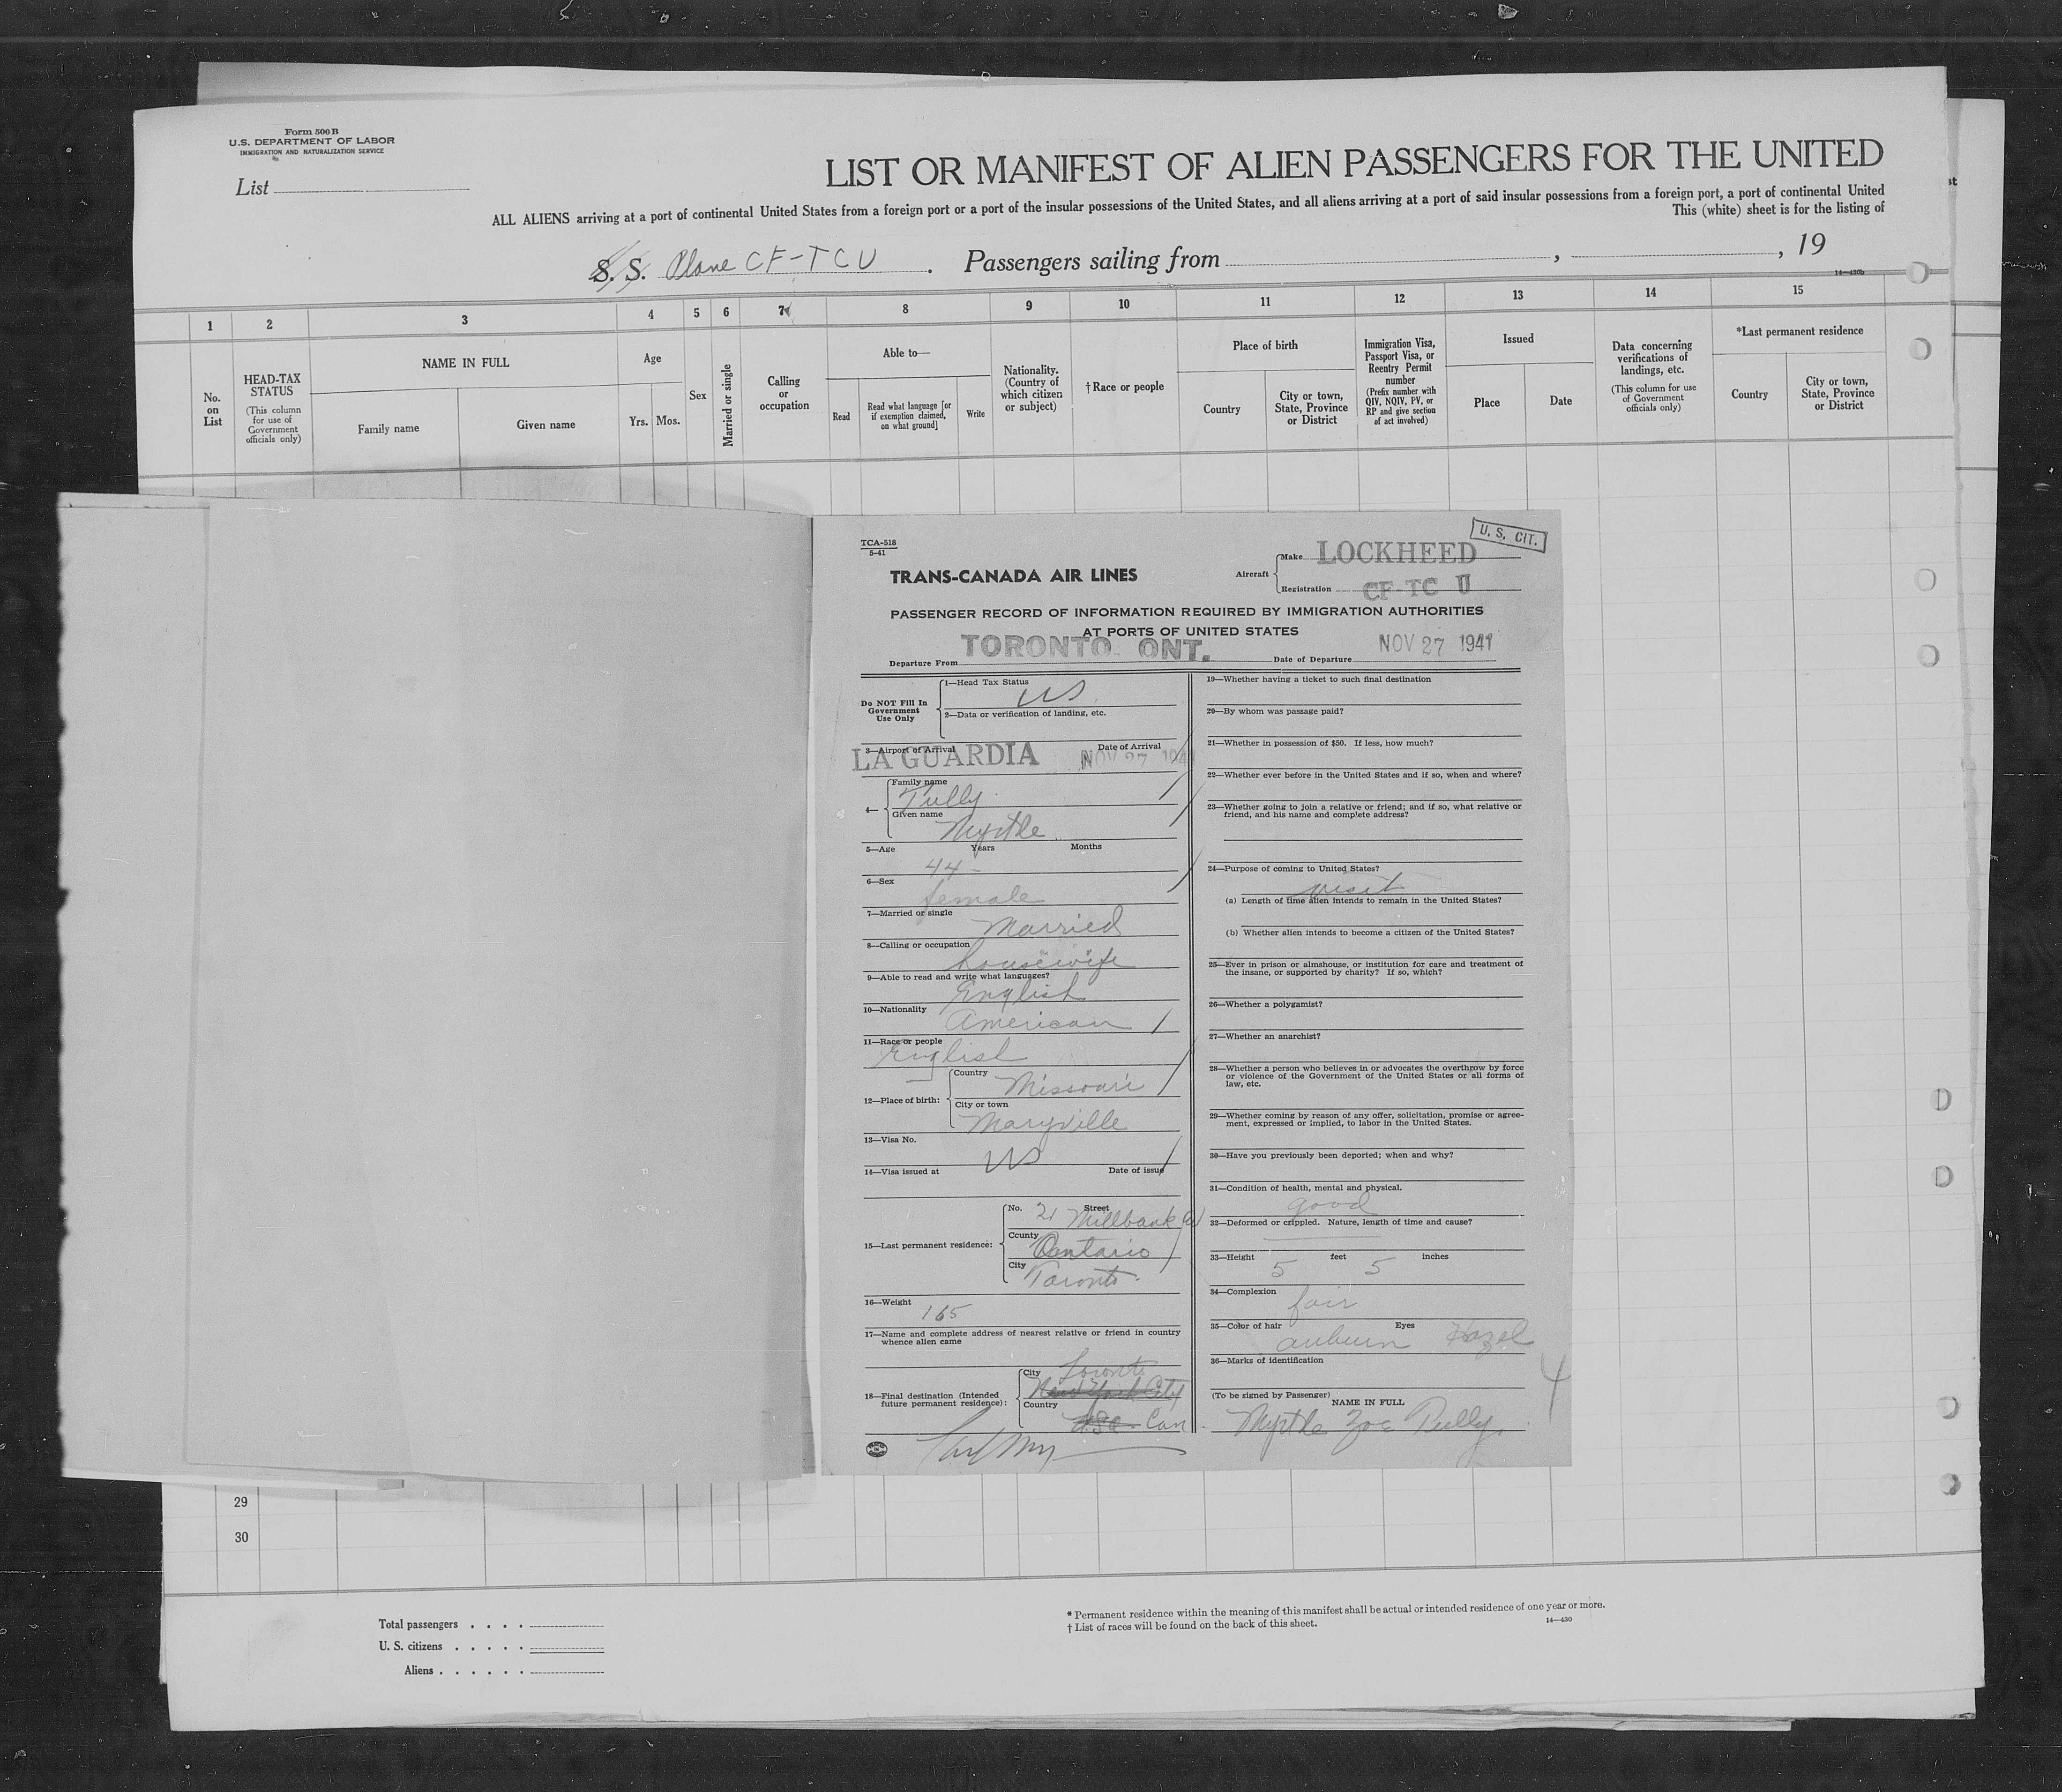 Form 500 B
U.S. DEPARTMENT OF LABOR
IMMIGRATION AND NATURALIZATION SERVICE
List
LIST OR MANIFEST OF ALIEN PASSENGERS FOR THE UNITED
ALL ALIENS arriving at a port of continental United States from a foreign port or a port of the insular possessions of the United States, and all aliens arriving at a port of said insular possessions from a foreign port, a port of continental United
This (white) sheet is for the listing of
S. S. Plane CF-TCU . Passengers sailing from , , 19
14—430b
1 2 3 4 5 6 7 8 9 10 11 12 13 14 15
No. on List
HEAD-TAX STATUS
(This column for use of Government officials only)
NAME IN FULL
Family name
Given name
Age
Yrs. Mos.
Sex
Married or single
Calling or occupation
Able to—
Read
Read what language [or if exemption claimed, on what ground]
Write
Nationality. (Country of which citizen or subject)
†Race or people
Place of birth
Country
City or town, State, Province or District
Immigration Visa, Passport Visa, or Reentry Permit number
(Prefix number with QIV, NQIV, PV, or RP and give section of act involved)
Issued
Place
Date
Data concerning verifications of landings, etc.
(This column for use of Government officials only)
*Last permanent residence
Country
City or town, State, Province or District
TCA-518
5-41
TRANS-CANADA AIR LINES
Aircraft
Make LOCKHEED
Registration CF-TC U
U. S. CIT.
PASSENGER RECORD OF INFORMATION REQUIRED BY IMMIGRATION AUTHORITIES
AT PORTS OF UNITED STATES
Departure From TORONTO ONT. Date of Departure NOV 27 1941
Do NOT Fill In Government Use Only
1—Head Tax Status
US
2—Data or verification of landing, etc.
3—Airport of Arrival Date of Arrival
LA GUARDIA NOV 27 194
4—
Family name
Tully
Given name
Myrtle
5—Age Years Months
44 -
6—Sex
female
7—Married or single
Married
8—Calling or occupation
housewife
9—Able to read and write what languages?
English
10—Nationality
American
11—Race or people
English
12—Place of birth:
Country
Missouri
City or town
Maryville
13—Visa No.
US
14—Visa issued at Date of issue
15—Last permanent residence:
No. Street
21 Millbank
County
Ontario
City
Toronto
16—Weight
165
17—Name and complete address of nearest relative or friend in country
whence alien came
18—Final destination (Intended
future permanent residence):
City
Toronto
New York City
Country
USA Can
19—Whether having a ticket to such final destination
20—By whom was passage paid?
21—Whether in possession of $50. If less, how much?
22—Whether ever before in the United States and if so, when and where?
23—Whether going to join a relative or friend; and if so, what relative or
friend, and his name and complete address?
24—Purpose of coming to United States?
visit
(a) Length of time alien intends to remain in the United States?
(b) Whether alien intends to become a citizen of the United States?
25—Ever in prison or almshouse, or institution for care and treatment of
the insane, or supported by charity? If so, which?
26—Whether a polygamist?
27—Whether an anarchist?
28—Whether a person who believes in or advocates the overthrow by force
or violence of the Government of the United States or all forms of
law, etc.
29—Whether coming by reason of any offer, solicitation, promise or agree-
ment, expressed or implied, to labor in the United States.
30—Have you previously been deported; when and why?
31—Condition of health, mental and physical.
good
32—Deformed or crippled. Nature, length of time and cause?
33—Height feet inches
5 5
34—Complexion
fair
35—Color of hair Eyes
auburn Hazel
36—Marks of identification
4
(To be signed by Passenger)
NAME IN FULL
Myrtle Zoe Tully
29
30
Total passengers . . . .
U. S. citizens . . . . .
Aliens . . . . . .
* Permanent residence within the meaning of this manifest shall be actual or intended residence of one year or more.
† List of races will be found on the back of this sheet.
14—430